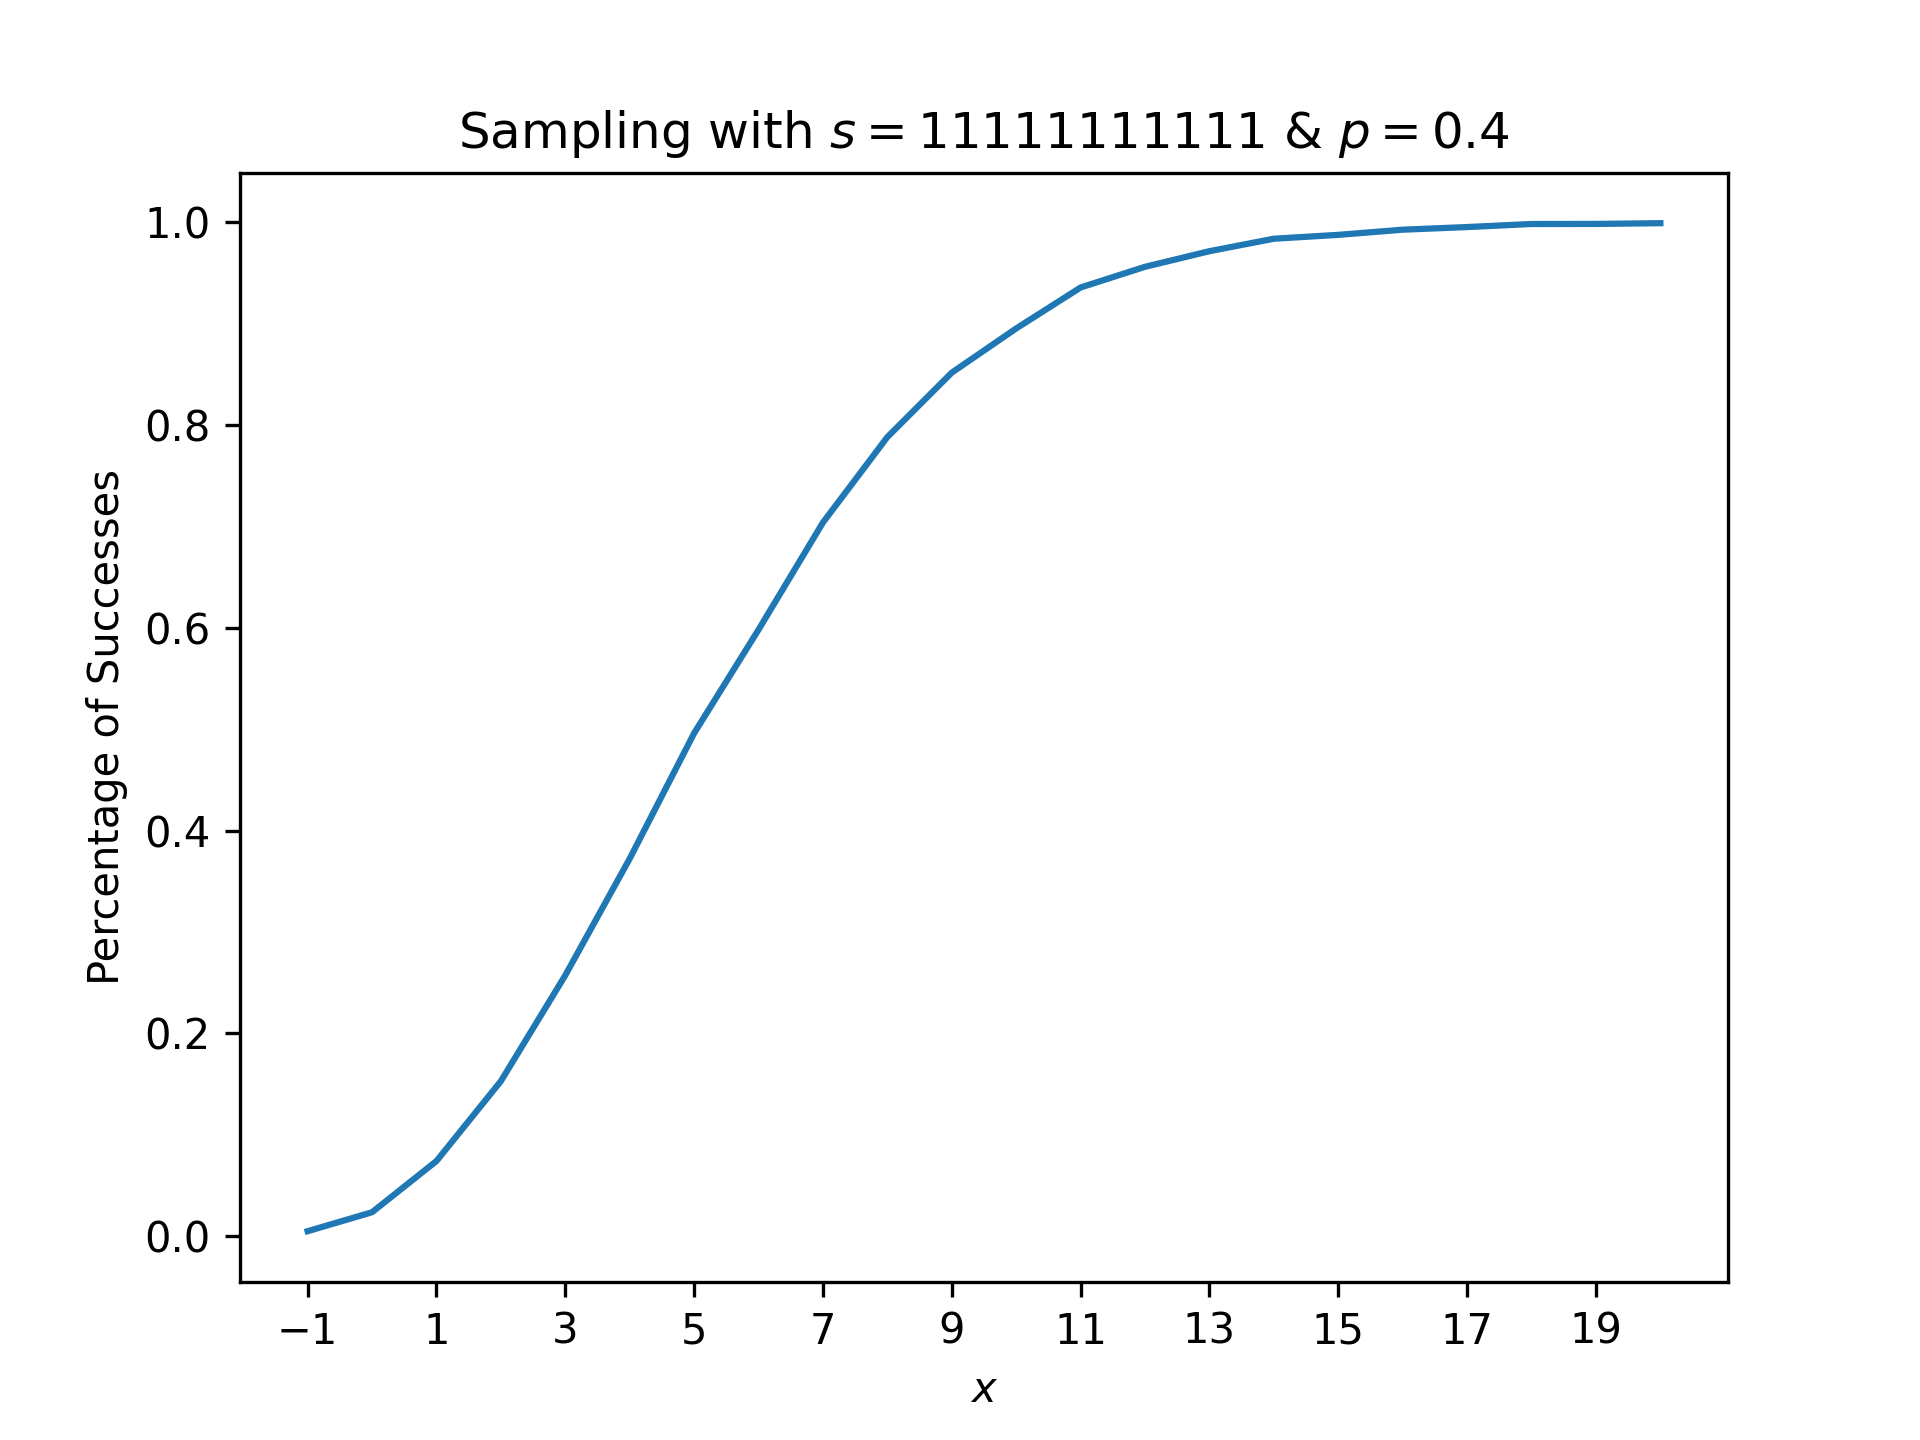 Sampling with s = 11111111111 & p = 0.4
1.0
0.8
0.6
0.4
0.2
0.0
Percentage of Successes
−1 1 3 5 7 9 11 13 15 17 19
x